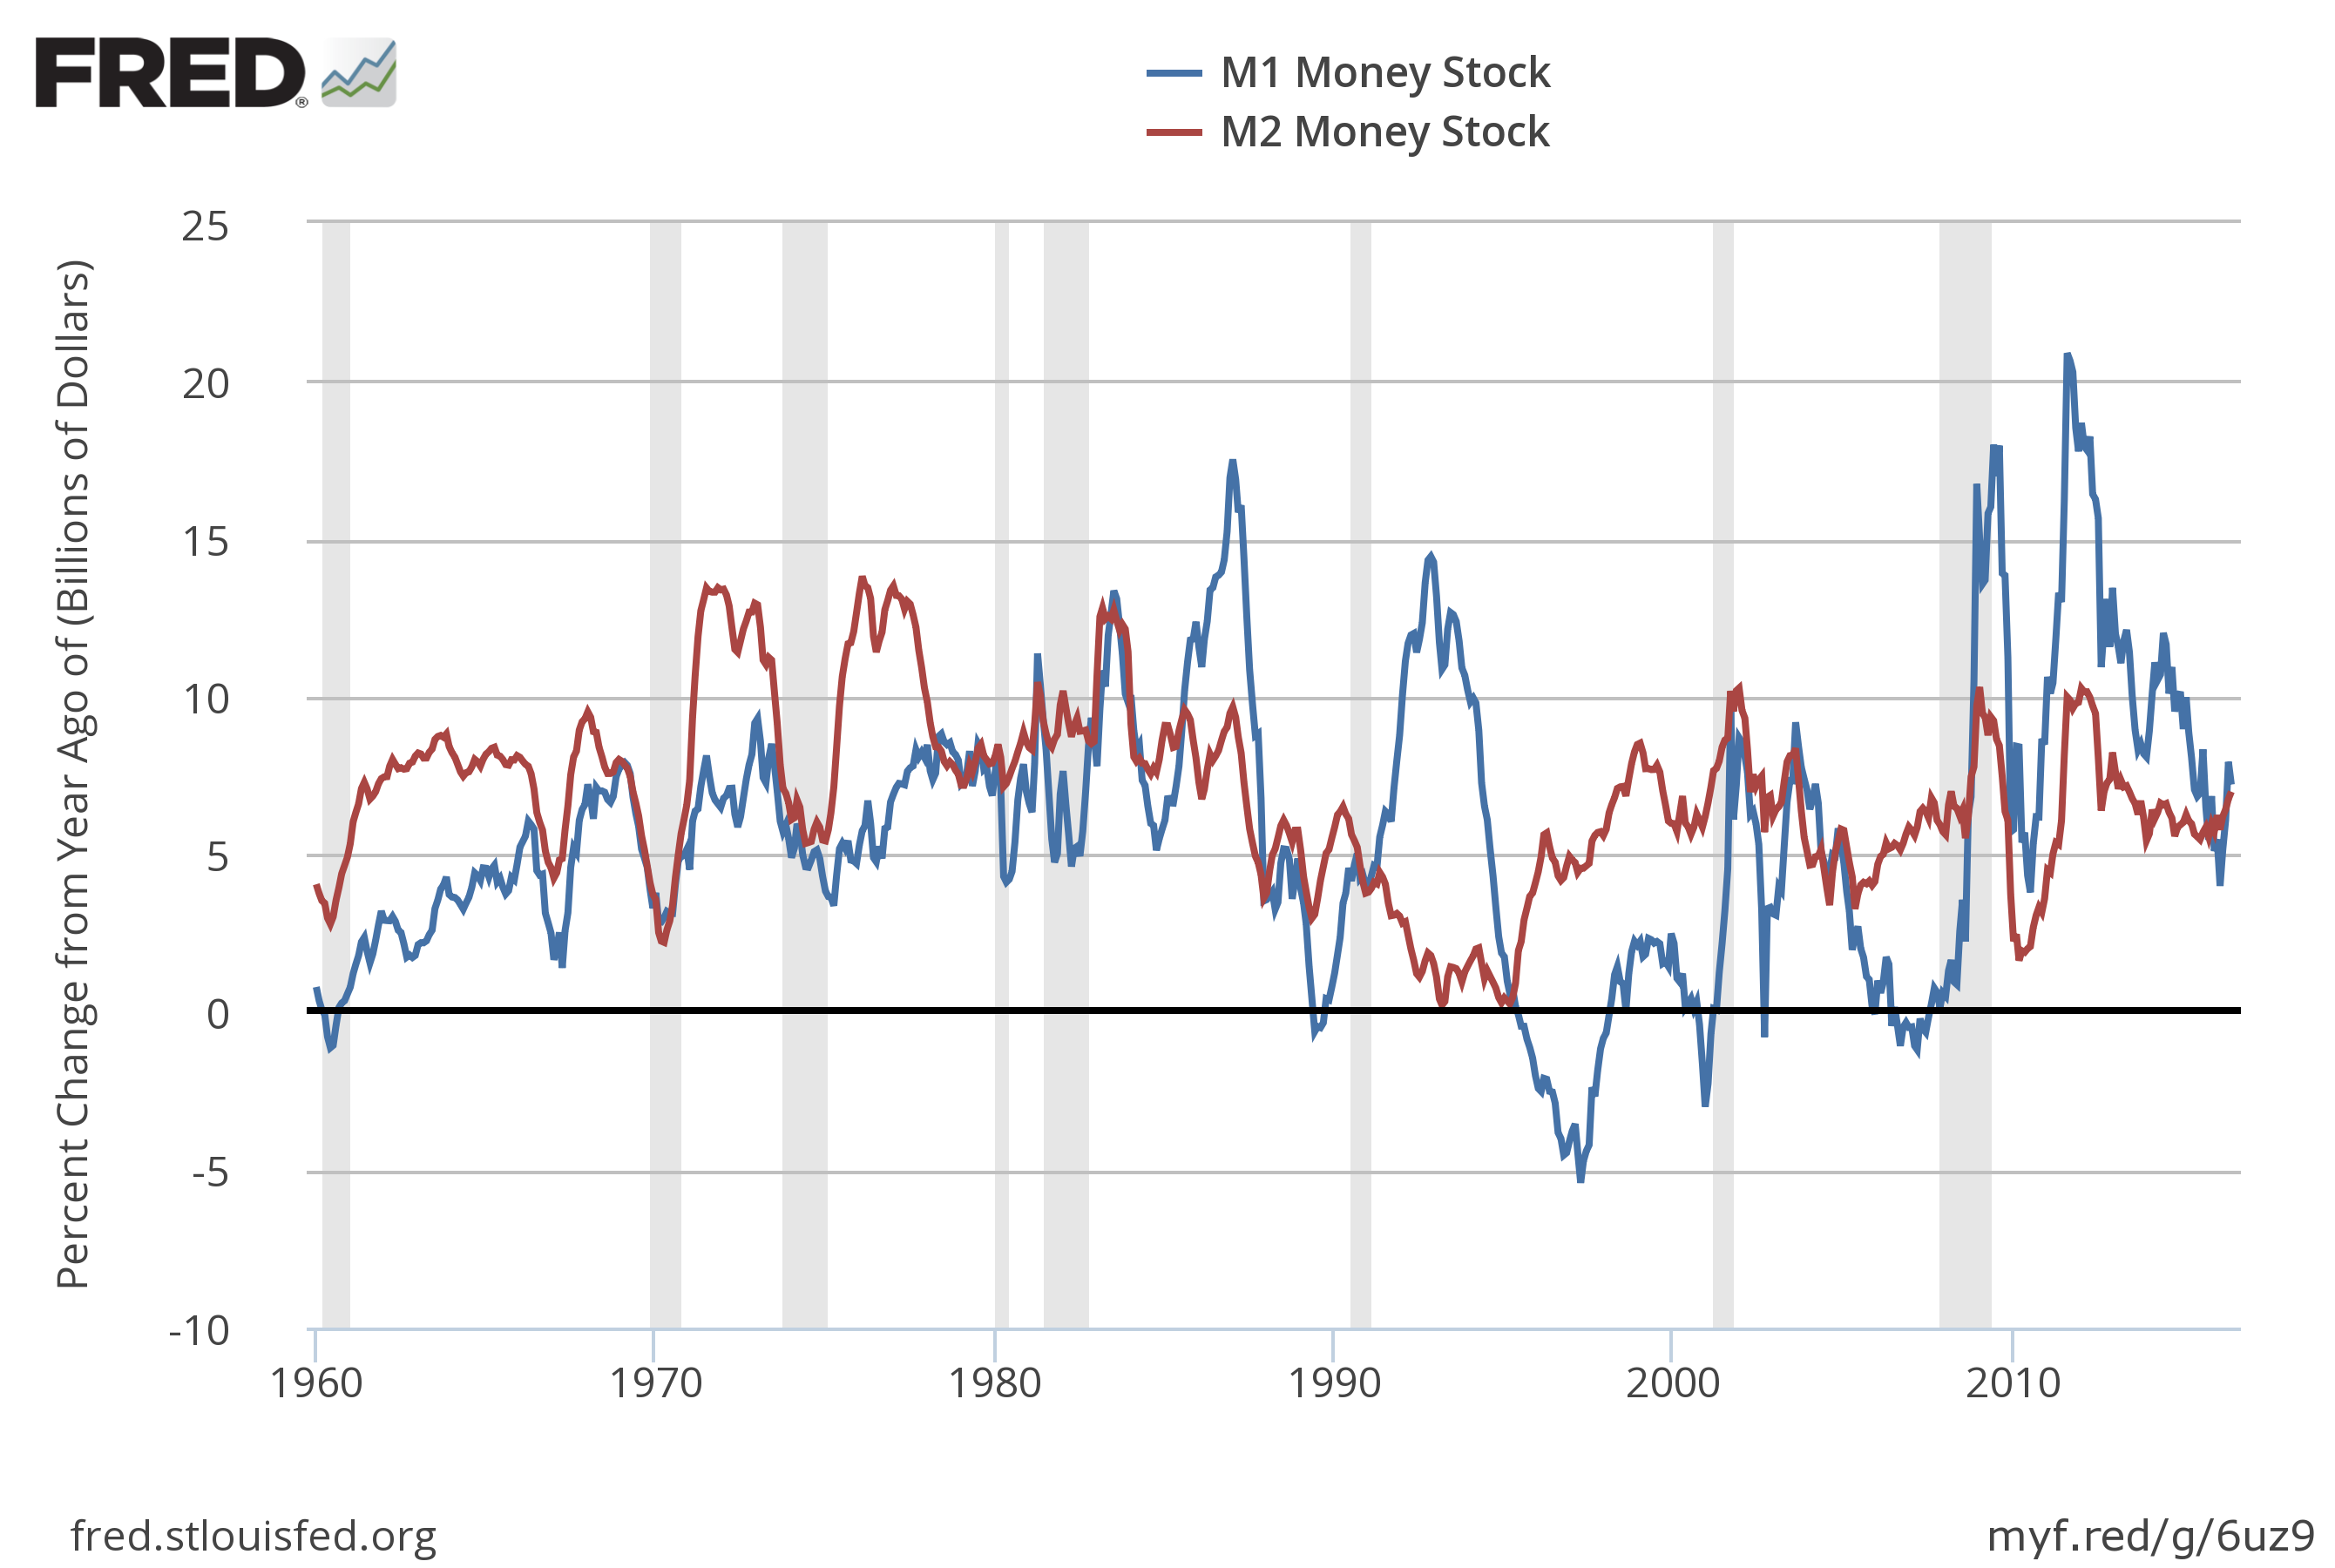 FRED®
M1 Money Stock
M2 Money Stock
Percent Change from Year Ago of (Billions of Dollars)
25
20
15
10
5
0
-5
-10
1960 1970 1980 1990 2000 2010
fred.stlouisfed.org
myf.red/g/6uz9